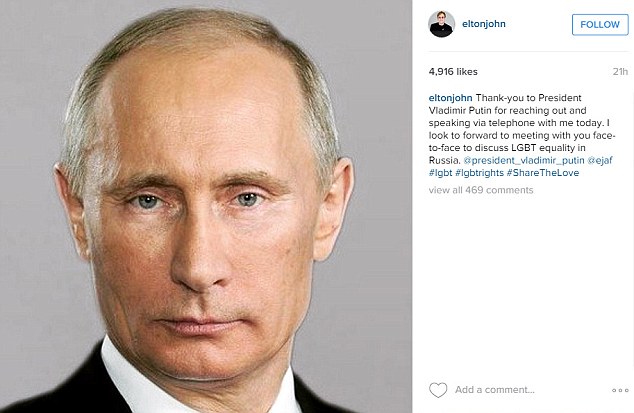 eltonjohn
FOLLOW
4,916 likes
21h
eltonjohn Thank-you to President
Vladimir Putin for reaching out and
speaking via telephone with me today. I
look to forward to meeting with you face-
to-face to discuss LGBT equality in
Russia. @president_vladimir_putin @ejaf
#lgbt #lgbtrights #ShareTheLove
view all 469 comments
Add a comment...